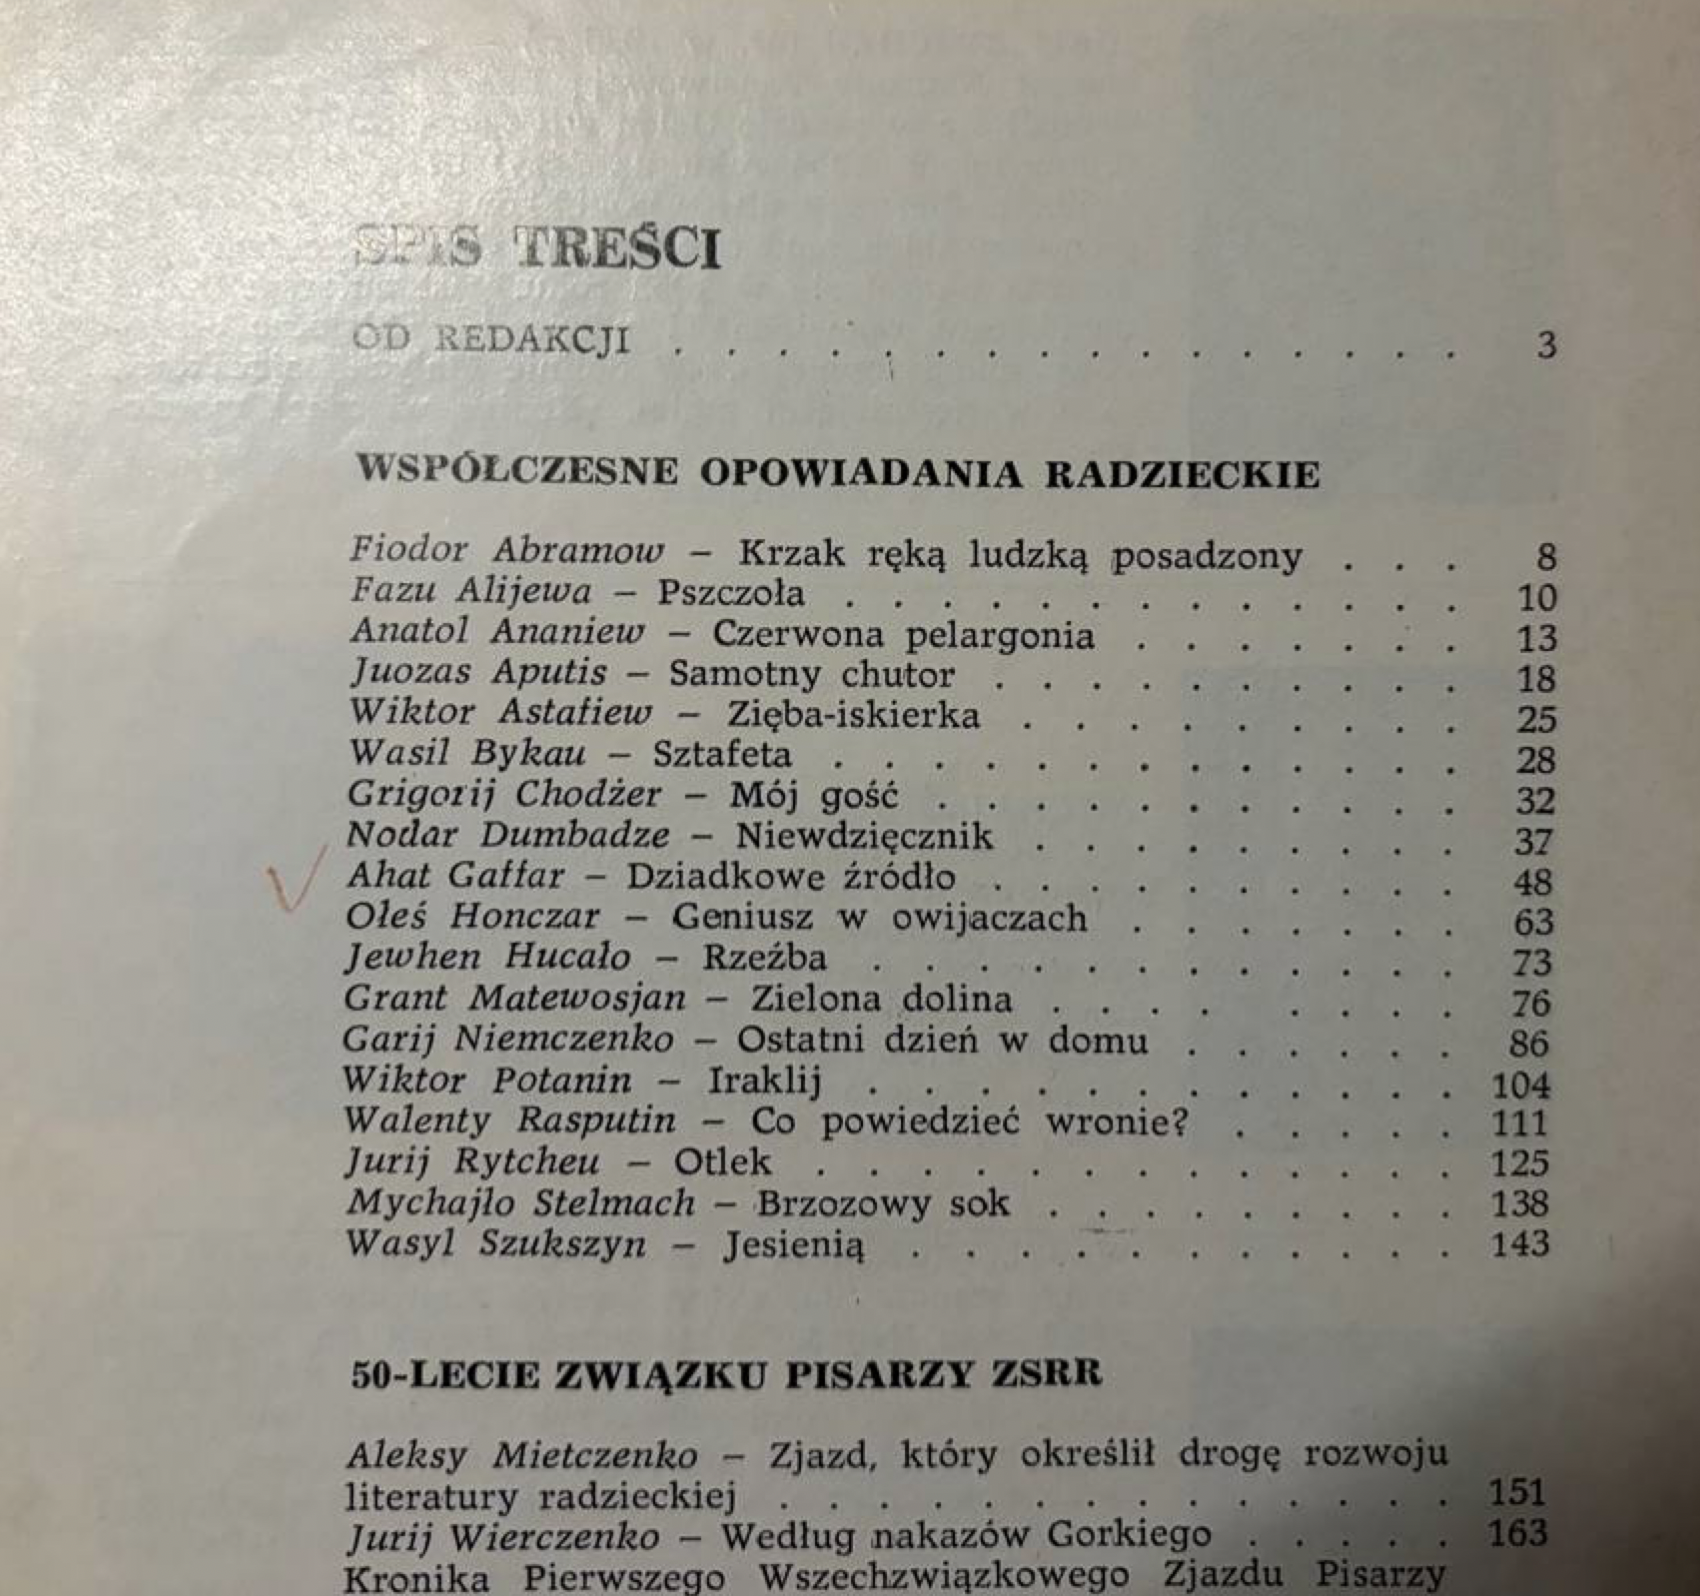 SPIS TREŚCI
OD REDAKCJI . . . . . . . . . . . . . . . . 3
WSPÓŁCZESNE OPOWIADANIA RADZIECKIE
Fiodor Abramow – Krzak ręką ludzką posadzony . . . 8
Fazu Alijewa – Pszczoła . . . . . . . . . . . . . 10
Anatol Ananiew – Czerwona pelargonia . . . . . . . 13
Juozas Aputis – Samotny chutor . . . . . . . . . . 18
Wiktor Astafiew – Zięba-iskierka . . . . . . . . . 25
Wasil Bykau – Sztafeta . . . . . . . . . . . . . 28
Grigorij Chodżer – Mój gość . . . . . . . . . . . 32
Nodar Dumbadze – Niewdzięcznik . . . . . . . . . 37
Ahat Gaffar – Dziadkowe źródło . . . . . . . . . . 48
Ołeś Honczar – Geniusz w owijaczach . . . . . . . 63
Jewhen Hucało – Rzeźba . . . . . . . . . . . . 73
Grant Matewosjan – Zielona dolina . . . . . . . . 76
Garij Niemczenko – Ostatni dzień w domu . . . . . . 86
Wiktor Potanin – Iraklij . . . . . . . . . . . . 104
Walenty Rasputin – Co powiedzieć wronie? . . . . . 111
Jurij Rytcheu – Otlek . . . . . . . . . . . . . 125
Mychajło Stelmach – Brzozowy sok . . . . . . . . . 138
Wasyl Szukszyn – Jesienią . . . . . . . . . . . 143
50-LECIE ZWIĄZKU PISARZY ZSRR
Aleksy Mietczenko – Zjazd, który określił drogę rozwoju
literatury radzieckiej . . . . . . . . . . . . . . 151
Jurij Wierczenko – Według nakazów Gorkiego . . . . . 163
Kronika Pierwszego Wszechzwiązkowego Zjazdu Pisarzy